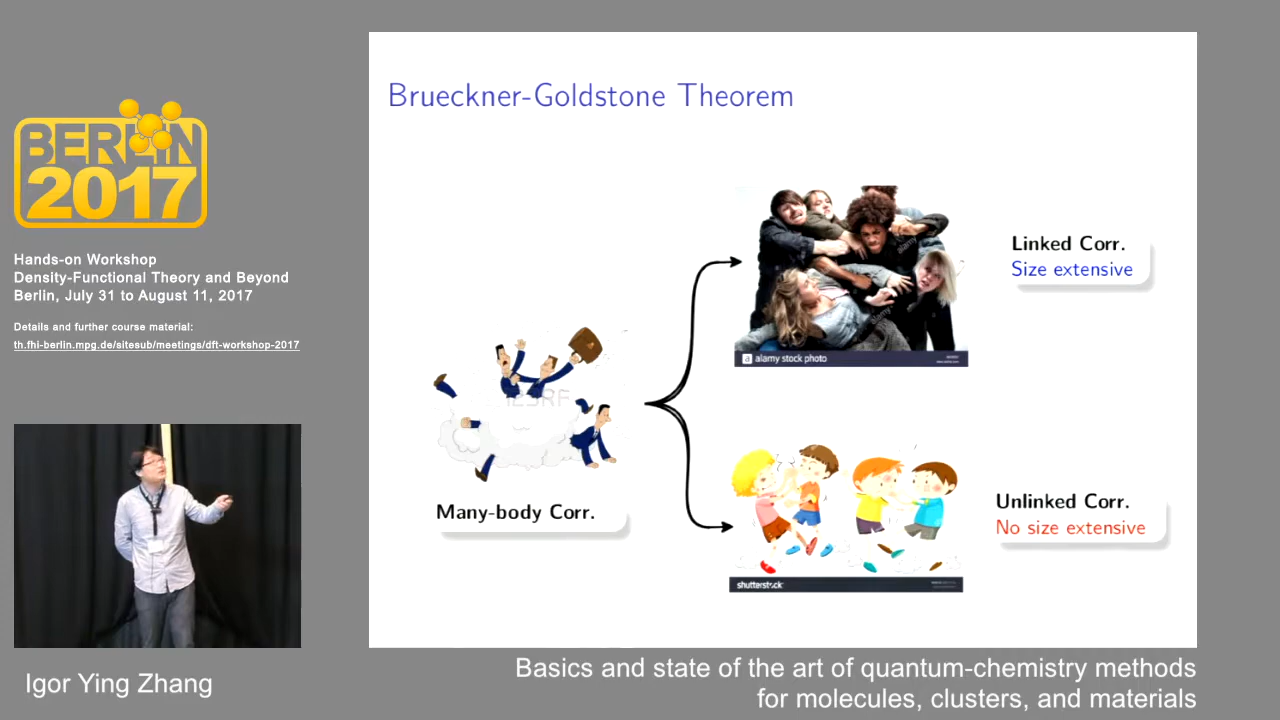 BERLIN
2017
Hands-on Workshop
Density-Functional Theory and Beyond
Berlin, July 31 to August 11, 2017
Details and further course material:
th.fhi-berlin.mpg.de/sitesub/meetings/dft-workshop-2017
Igor Ying Zhang
Brueckner-Goldstone Theorem
123RF
Many-body Corr.
alamy
a alamy stock photo
Linked Corr.
Size extensive
shutterstock
Unlinked Corr.
No size extensive
Basics and state of the art of quantum-chemistry methods
for molecules, clusters, and materials